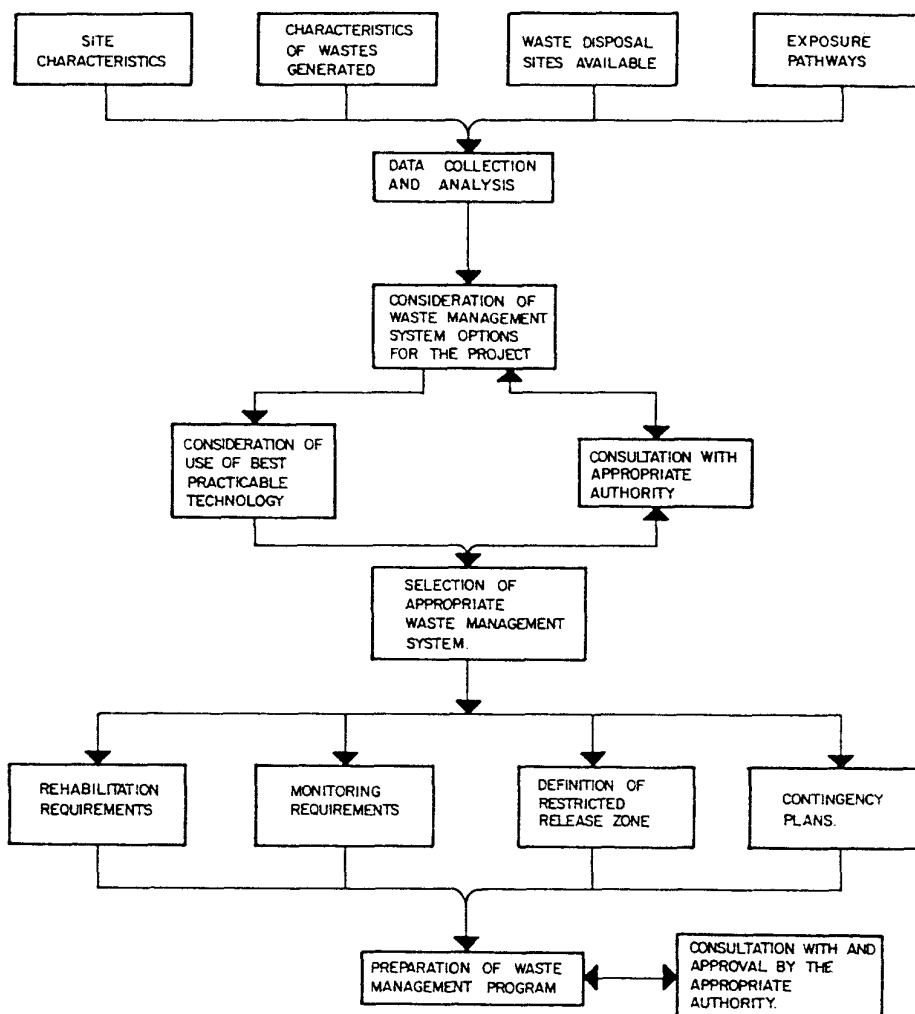 SITE
CHARACTERISTICS
CHARACTERISTICS
OF WASTES
GENERATED
WASTE DISPOSAL
SITES AVAILABLE
EXPOSURE
PATHWAYS
DATA COLLECTION
AND ANALYSIS
CONSIDERATION OF
WASTE MANAGEMENT
SYSTEM OPTIONS
FOR THE PROJECT
CONSIDERATION OF
USE OF BEST
PRACTICABLE
TECHNOLOGY
CONSULTATION WITH
APPROPRIATE
AUTHORITY
SELECTION OF
APPROPRIATE
WASTE MANAGEMENT
SYSTEM.
REHABILITATION
REQUIREMENTS
MONITORING
REQUIREMENTS
DEFINITION OF
RESTRICTED
RELEASE ZONE
CONTINGENCY
PLANS.
PREPARATION OF WASTE
MANAGEMENT PROGRAM
CONSULTATION WITH AND
APPROVAL BY THE
APPROPRIATE
AUTHORITY.